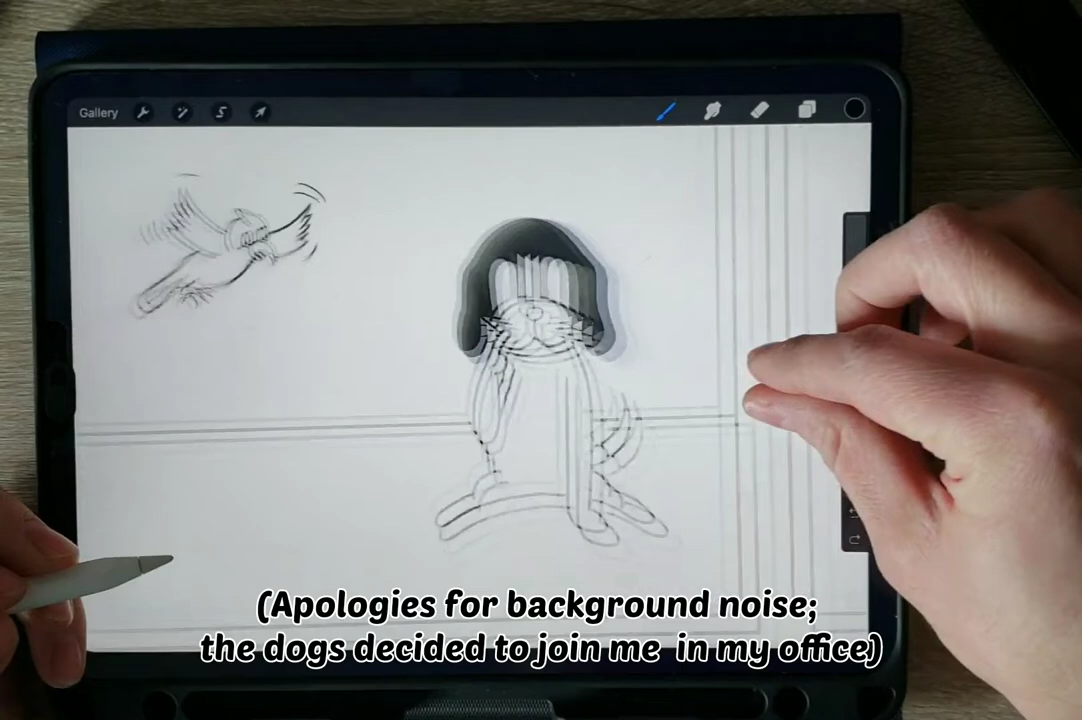 Gallery
(Apologies for background noise;
the dogs decided to join me in my office)